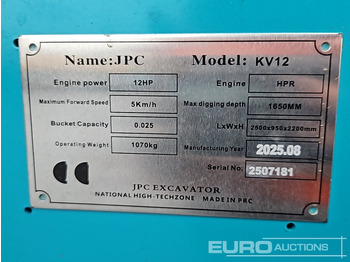 Name: JPC Model: KV12
Engine power 12HP Engine HPR
Maximum Forward Speed 5Km/h Max digging depth 1650MM
Bucket Capacity 0.025 LxWxH 2500x950x2200mm
Operating Weight 1070kg Manufacturing Year 2025.08
Serial No. 2507181
JPC EXCAVATOR
NATIONAL HIGH-TECHZONE MADE IN PRC
EURO AUCTIONS